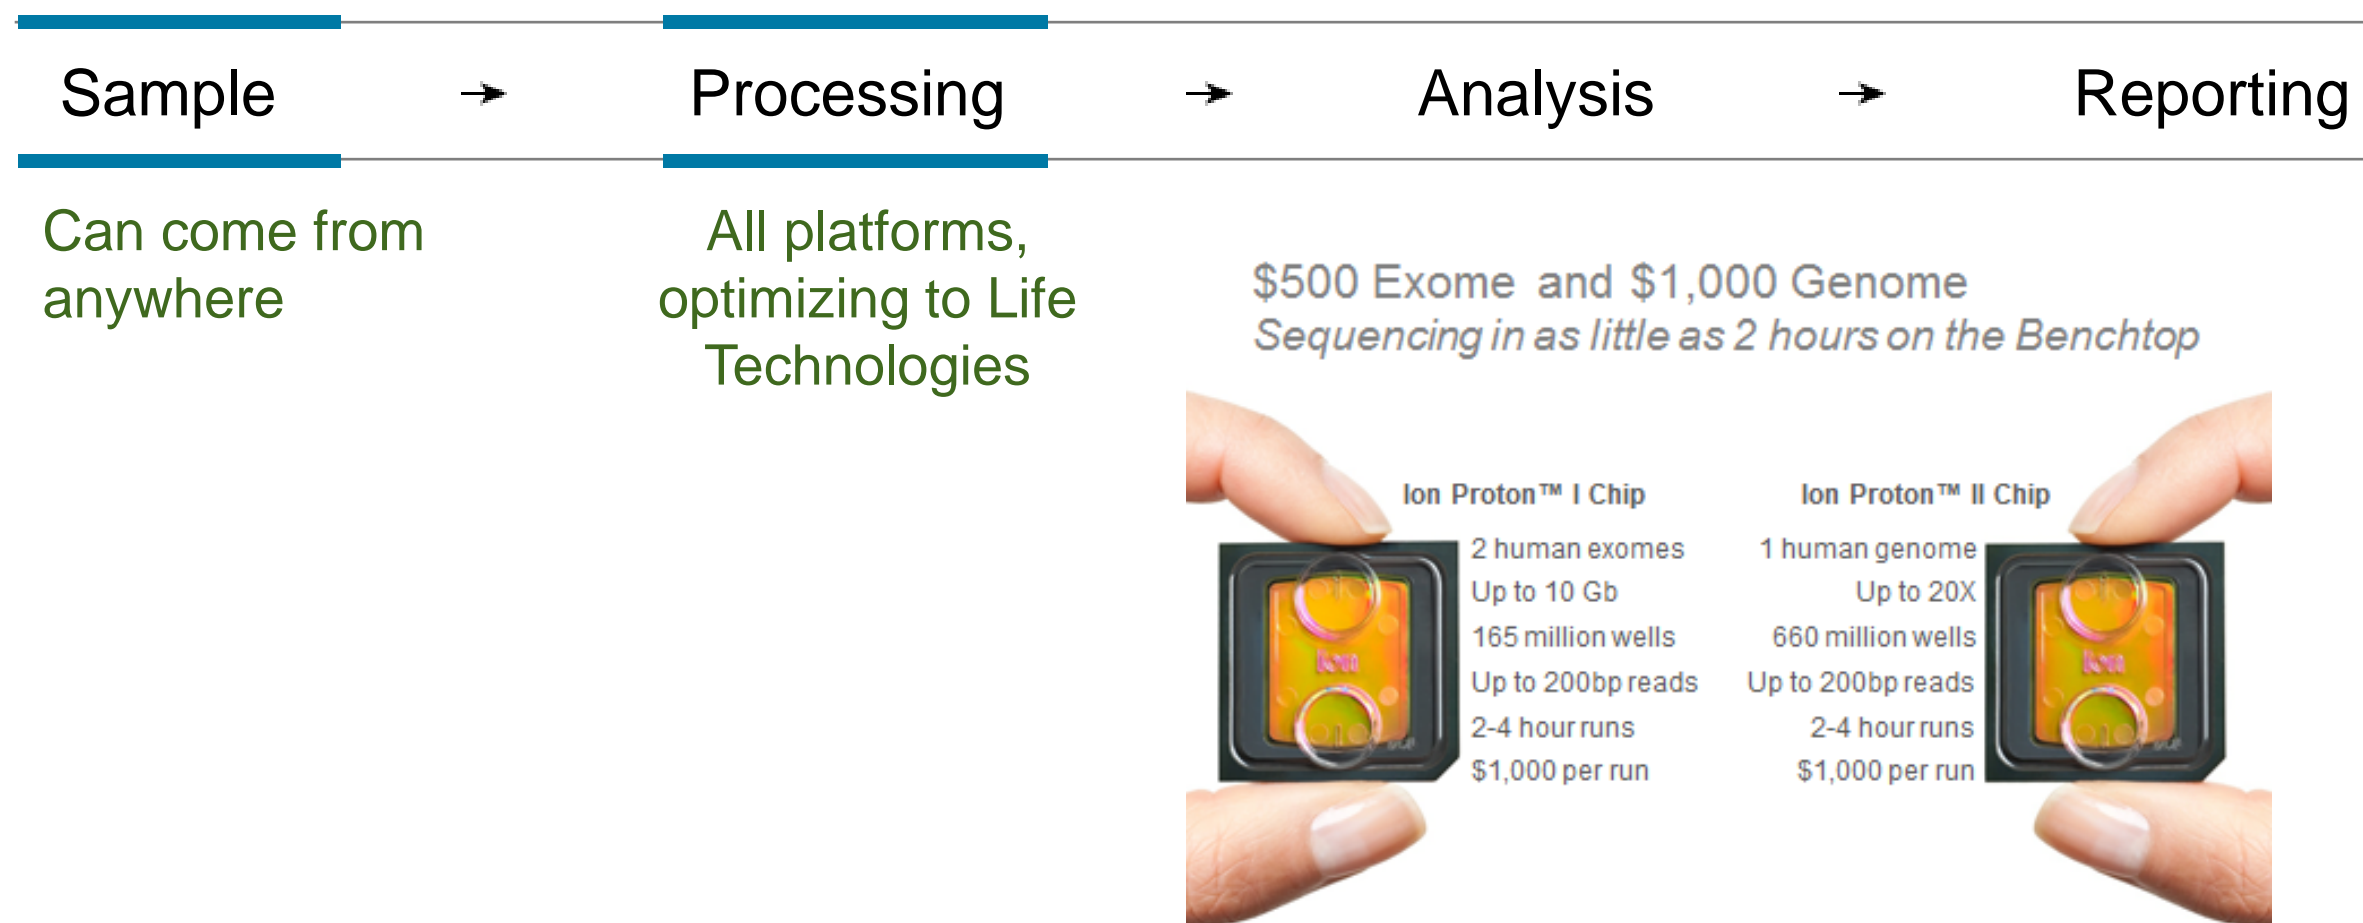 Sample → Processing → Analysis → Reporting
Can come from
anywhere
All platforms,
optimizing to Life
Technologies
$500 Exome and $1,000 Genome
Sequencing in as little as 2 hours on the Benchtop
Ion Proton™ I Chip
2 human exomes
Up to 10 Gb
165 million wells
Up to 200bp reads
2-4 hour runs
$1,000 per run
Ion Proton™ II Chip
1 human genome
Up to 20X
660 million wells
Up to 200bp reads
2-4 hour runs
$1,000 per run
Ion
Ion